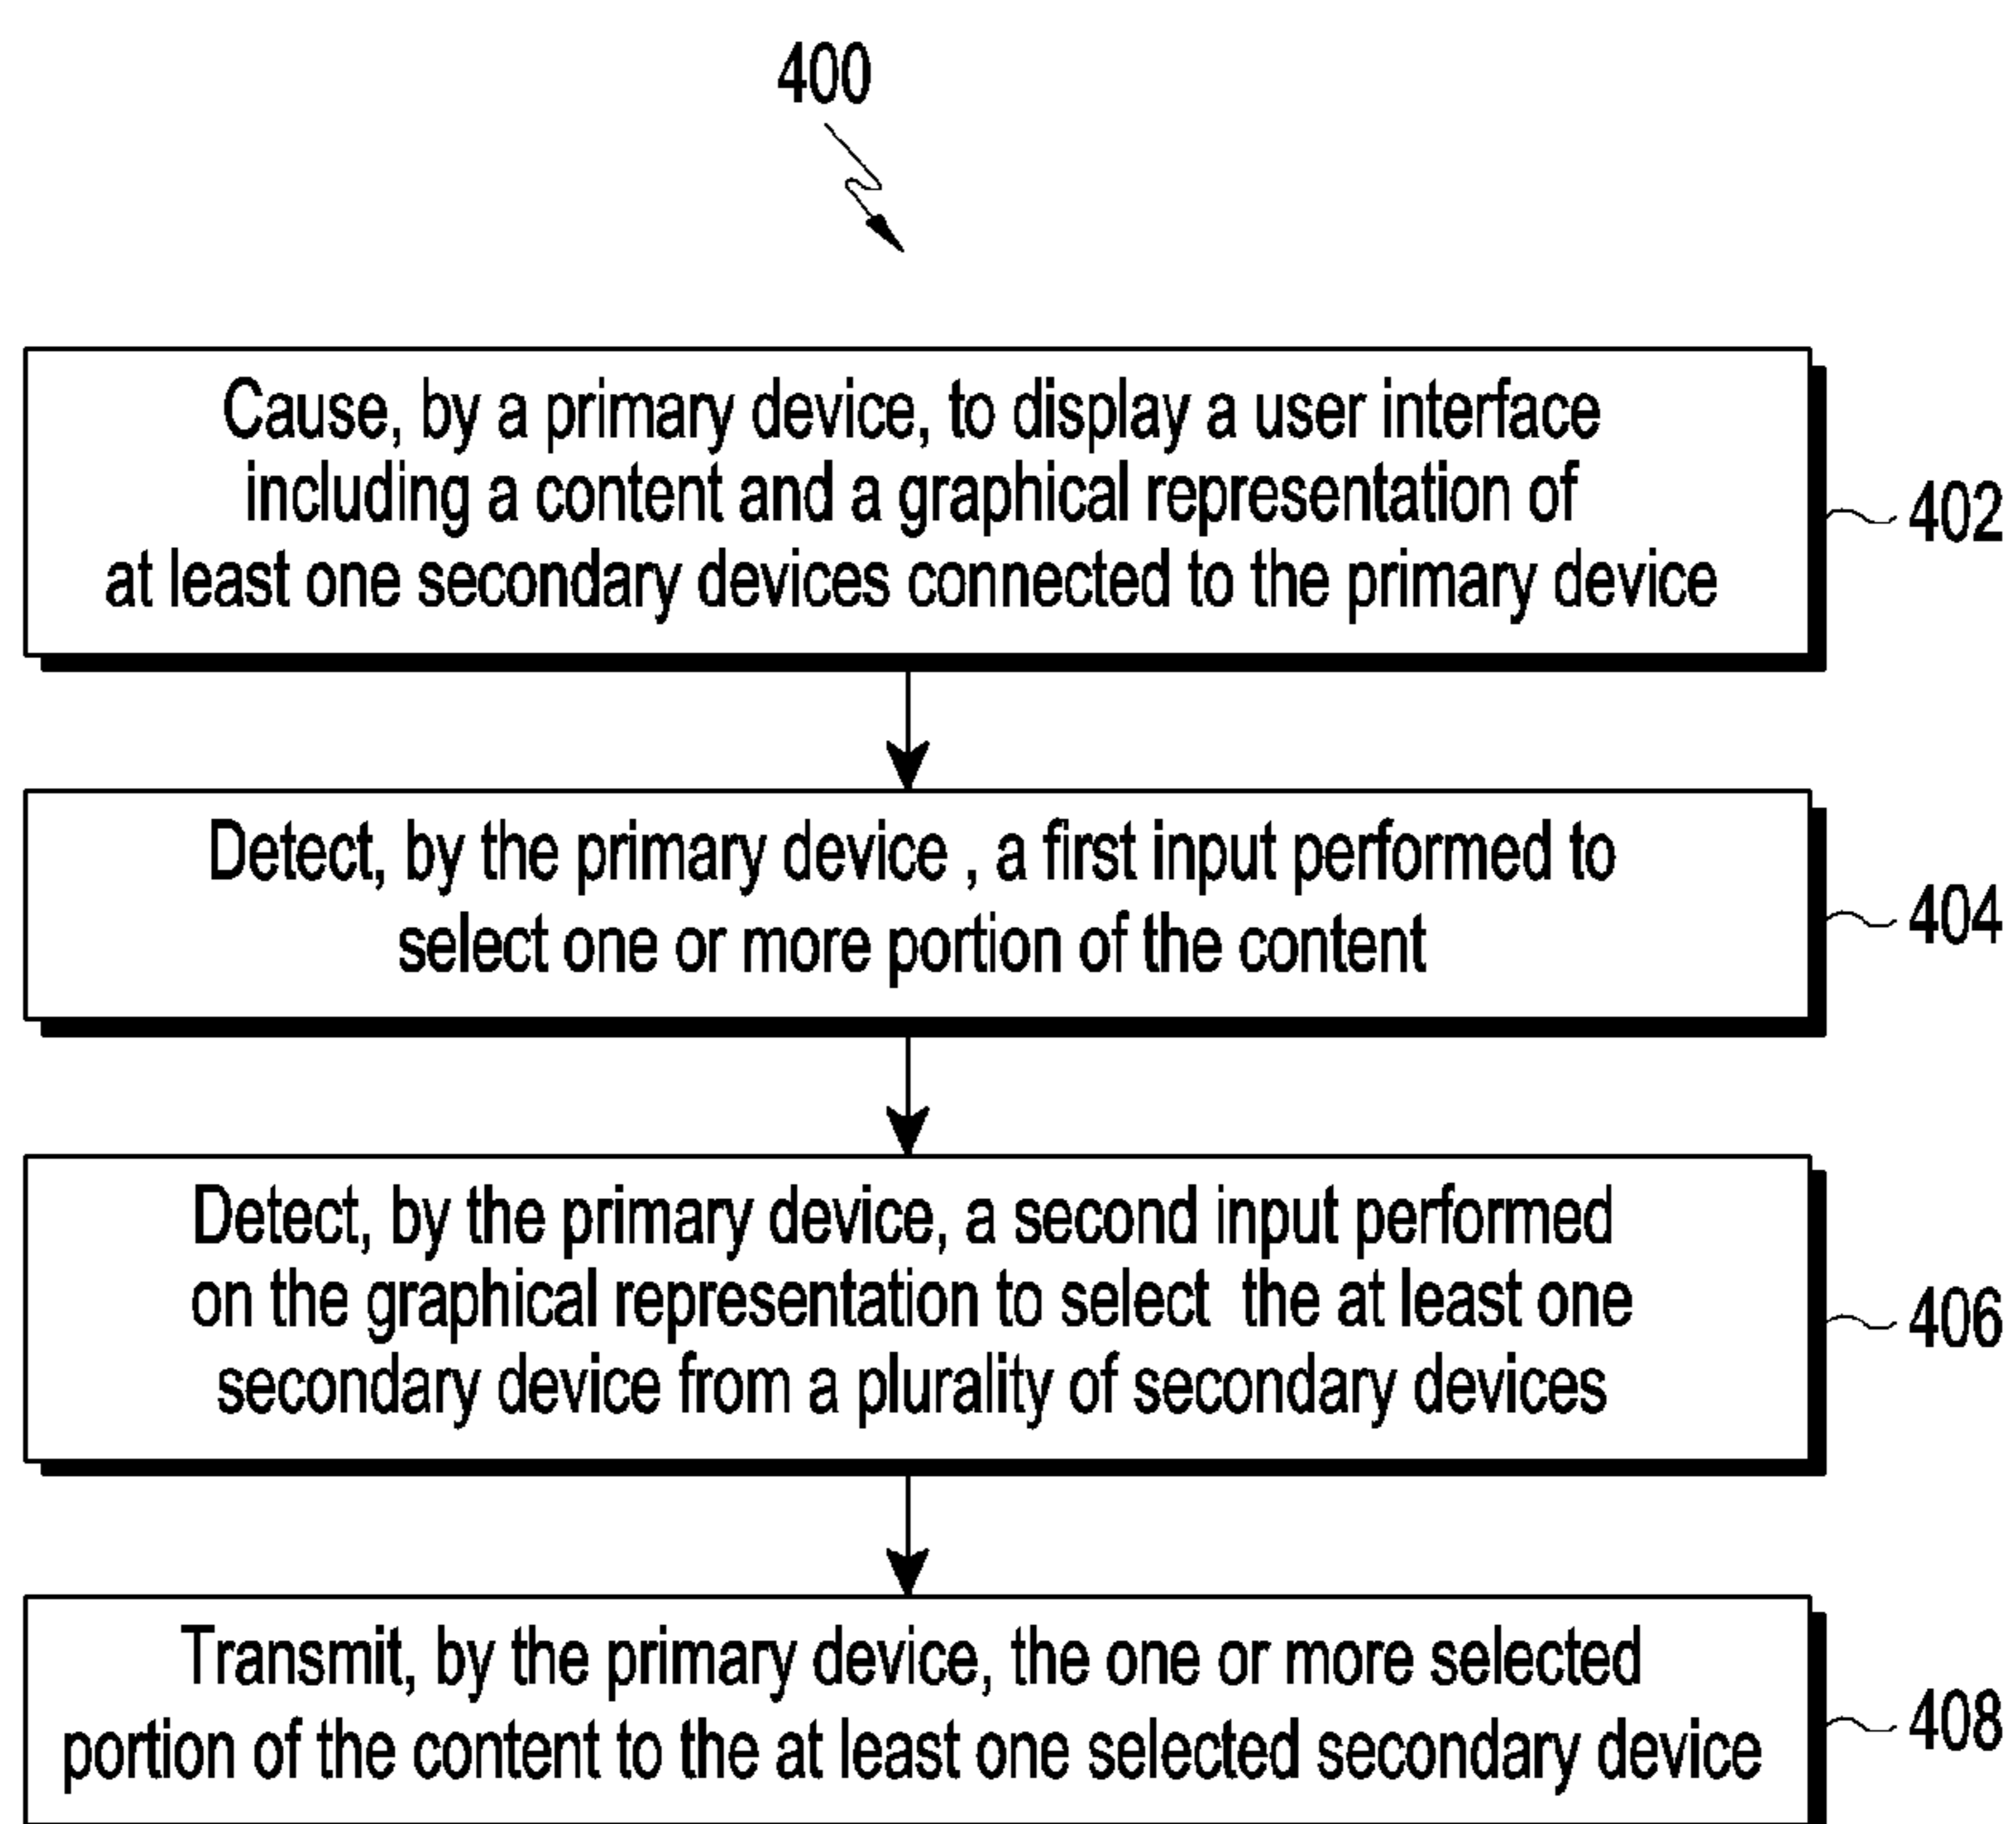 400
Cause, by a primary device, to display a user interface
including a content and a graphical representation of
at least one secondary devices connected to the primary device
402
Detect, by the primary device , a first input performed to
select one or more portion of the content
404
Detect, by the primary device, a second input performed
on the graphical representation to select the at least one
secondary device from a plurality of secondary devices
406
Transmit, by the primary device, the one or more selected
portion of the content to the at least one selected secondary device
408